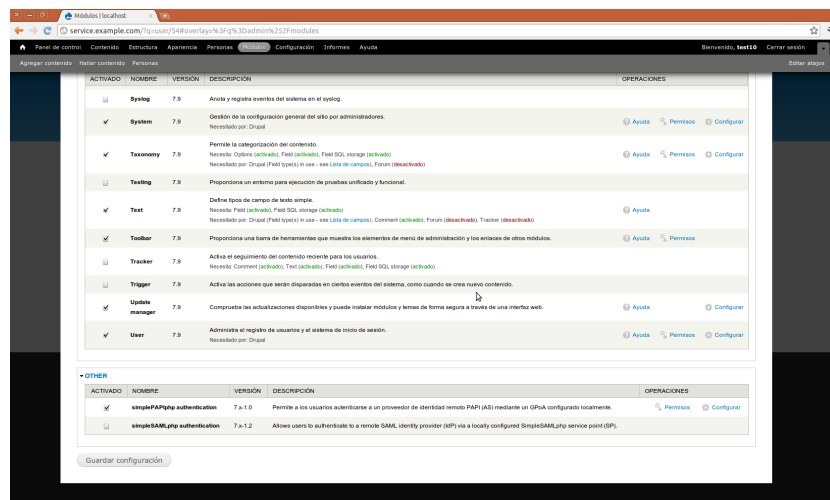 Módulos | localhost
service.example.com/?q=user/54#overlay=%3Fq%3Dadmin%252Fmodules
Panel de control Contenido Estructura Apariencia Personas Módulos Configuración Informes Ayuda Bienvenido, test10 Cerrar sesión
Agregar contenido Hallar contenido Personas Editar atajos
ACTIVADO NOMBRE VERSIÓN DESCRIPCIÓN OPERACIONES
Syslog 7.9 Anota y registra eventos del sistema en el syslog.
Gestión de la configuración general del sitio por administradores.
System 7.9 Ayuda Permisos Configurar
Necesitado por: Drupal
Permite la categorización del contenido.
Taxonomy 7.9 Necesita: Options (activado), Field (activado), Field SQL storage (activado) Ayuda Permisos Configurar
Necesitado por: Drupal (Field type(s) in use - see Lista de campos), Forum (desactivado)
Testing 7.9 Proporciona un entorno para ejecución de pruebas unificado y funcional.
Define tipos de campo de texto simple.
Text 7.9 Necesita: Field (activado), Field SQL storage (activado) Ayuda
Necesitado por: Drupal (Field type(s) in use - see Lista de campos), Comment (activado), Forum (desactivado), Tracker (desactivado)
Toolbar 7.9 Proporciona una barra de herramientas que muestra los elementos de menú de administración y los enlaces de otros módulos. Ayuda Permisos
Activa el seguimiento del contenido reciente para los usuarios.
Tracker 7.9
Necesita: Comment (activado), Text (activado), Field (activado), Field SQL storage (activado)
Trigger 7.9 Activa las acciones que serán disparadas en ciertos eventos del sistema, como cuando se crea nuevo contenido.
Update
manager 7.9 Comprueba las actualizaciones disponibles y puede instalar módulos y temas de forma segura a través de una interfaz web. Ayuda Configurar
Administra el registro de usuarios y el sistema de inicio de sesión.
User 7.9 Ayuda Permisos Configurar
Necesitado por: Drupal
OTHER
ACTIVADO NOMBRE VERSIÓN DESCRIPCIÓN OPERACIONES
simplePAPIphp authentication 7.x-1.0 Permite a los usuarios autenticarse a un proveedor de identidad remoto PAPI (AS) mediante un GPoA configurado localmente. Permisos Configurar
simpleSAMLphp authentication 7.x-1.2 Allows users to authenticate to a remote SAML identity provider (IdP) via a locally configured SimpleSAMLphp service point (SP).
Guardar configuración